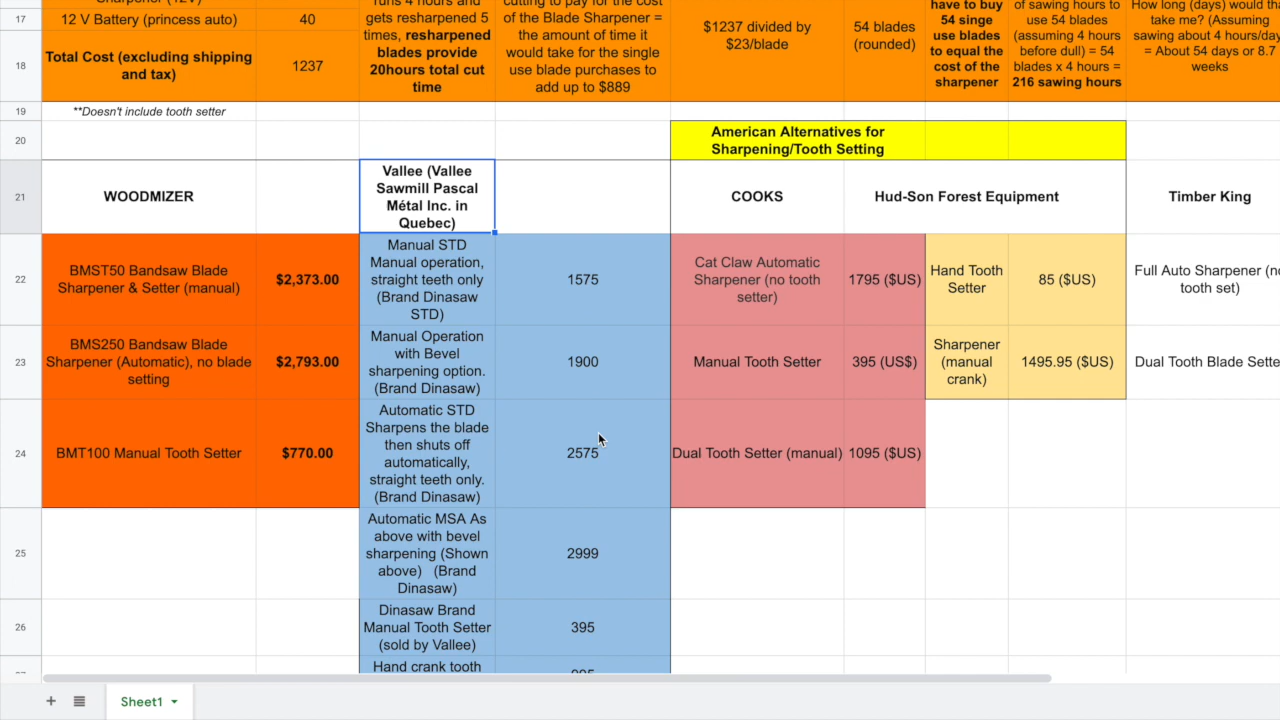 17
12 V Battery (princess auto)
40
runs 4 hours and
gets resharpened 5
times, resharpened
blades provide
20hours total cut
time
cutting to pay for the cost
of the Blade Sharpener =
the amount of time it
would take for the single
use blade purchases to
add up to $889
$1237 divided by
$23/blade
54 blades
(rounded)
have to buy
54 singe
use blades
to equal the
cost of the
sharpener
of sawing hours to
use 54 blades
(assuming 4 hours
before dull) = 54
blades x 4 hours =
216 sawing hours
How long (days) would tha
take me? (Assuming
sawing about 4 hours/day
= About 54 days or 8.7
weeks
18
Total Cost (excluding shipping
and tax)
1237
19
**Doesn't include tooth setter
20
American Alternatives for
Sharpening/Tooth Setting
21
WOODMIZER
Vallee (Vallee
Sawmill Pascal
Métal Inc. in
Quebec)
COOKS
Hud-Son Forest Equipment
Timber King
22
BMST50 Bandsaw Blade
Sharpener & Setter (manual)
$2,373.00
Manual STD
Manual operation,
straight teeth only
(Brand Dinasaw
STD)
1575
Cat Claw Automatic
Sharpener (no tooth
setter)
1795 ($US)
Hand Tooth
Setter
85 ($US)
Full Auto Sharpener (no
tooth set)
23
BMS250 Bandsaw Blade
Sharpener (Automatic), no blade
setting
$2,793.00
Manual Operation
with Bevel
sharpening option.
(Brand Dinasaw)
1900
Manual Tooth Setter
395 (US$)
Sharpener
(manual
crank)
1495.95 ($US)
Dual Tooth Blade Sette
24
BMT100 Manual Tooth Setter
$770.00
Automatic STD
Sharpens the blade
then shuts off
automatically,
straight teeth only.
(Brand Dinasaw)
2575
Dual Tooth Setter (manual)
1095 ($US)
25
Automatic MSA As
above with bevel
sharpening (Shown
above) (Brand
Dinasaw)
2999
26
Dinasaw Brand
Manual Tooth Setter
(sold by Vallee)
395
Hand crank tooth
Sheet1